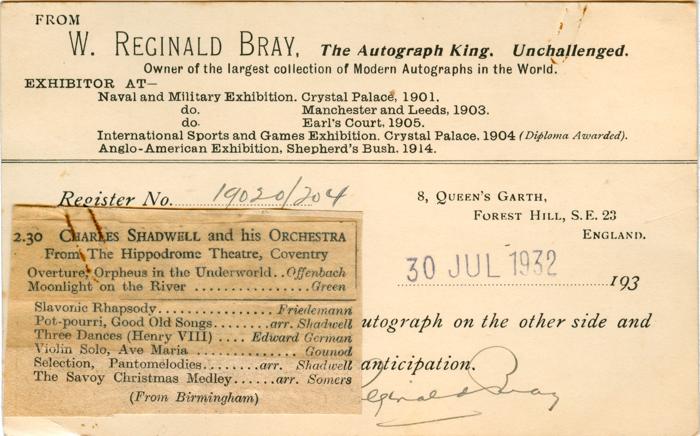 FROM
W. REGINALD BRAY, The Autograph King. Unchallenged.
Owner of the largest collection of Modern Autographs in the World.
EXHIBITOR AT—
Naval and Military Exhibition. Crystal Palace, 1901.
do. Manchester and Leeds, 1903.
do. Earl's Court, 1905.
International Sports and Games Exhibition. Crystal Palace. 1904 (Diploma Awarded).
Anglo-American Exhibition, Shepherd's Bush. 1914.
Register No. 19020/204
8, QUEEN'S GARTH,
FOREST HILL, S.E. 23
ENGLAND.
30 JUL 1932
193
2.30 CHARLES SHADWELL and his ORCHESTRA
From The Hippodrome Theatre, Coventry
Overture, Orpheus in the Underworld..Offenbach
Moonlight on the River ...............Green
Slavonic Rhapsody................Friedemann
Pot-pourri, Good Old Songs........arr. Shadwell
Three Dances (Henry VIII) .... Edward German
Violin Solo, Ave Maria ...............Gounod
Selection, Pantomelodies.......arr. Shadwell
The Savoy Christmas Medley......arr. Somers
(From Birmingham)
utograph on the other side and
anticipation.
Reginald Bray